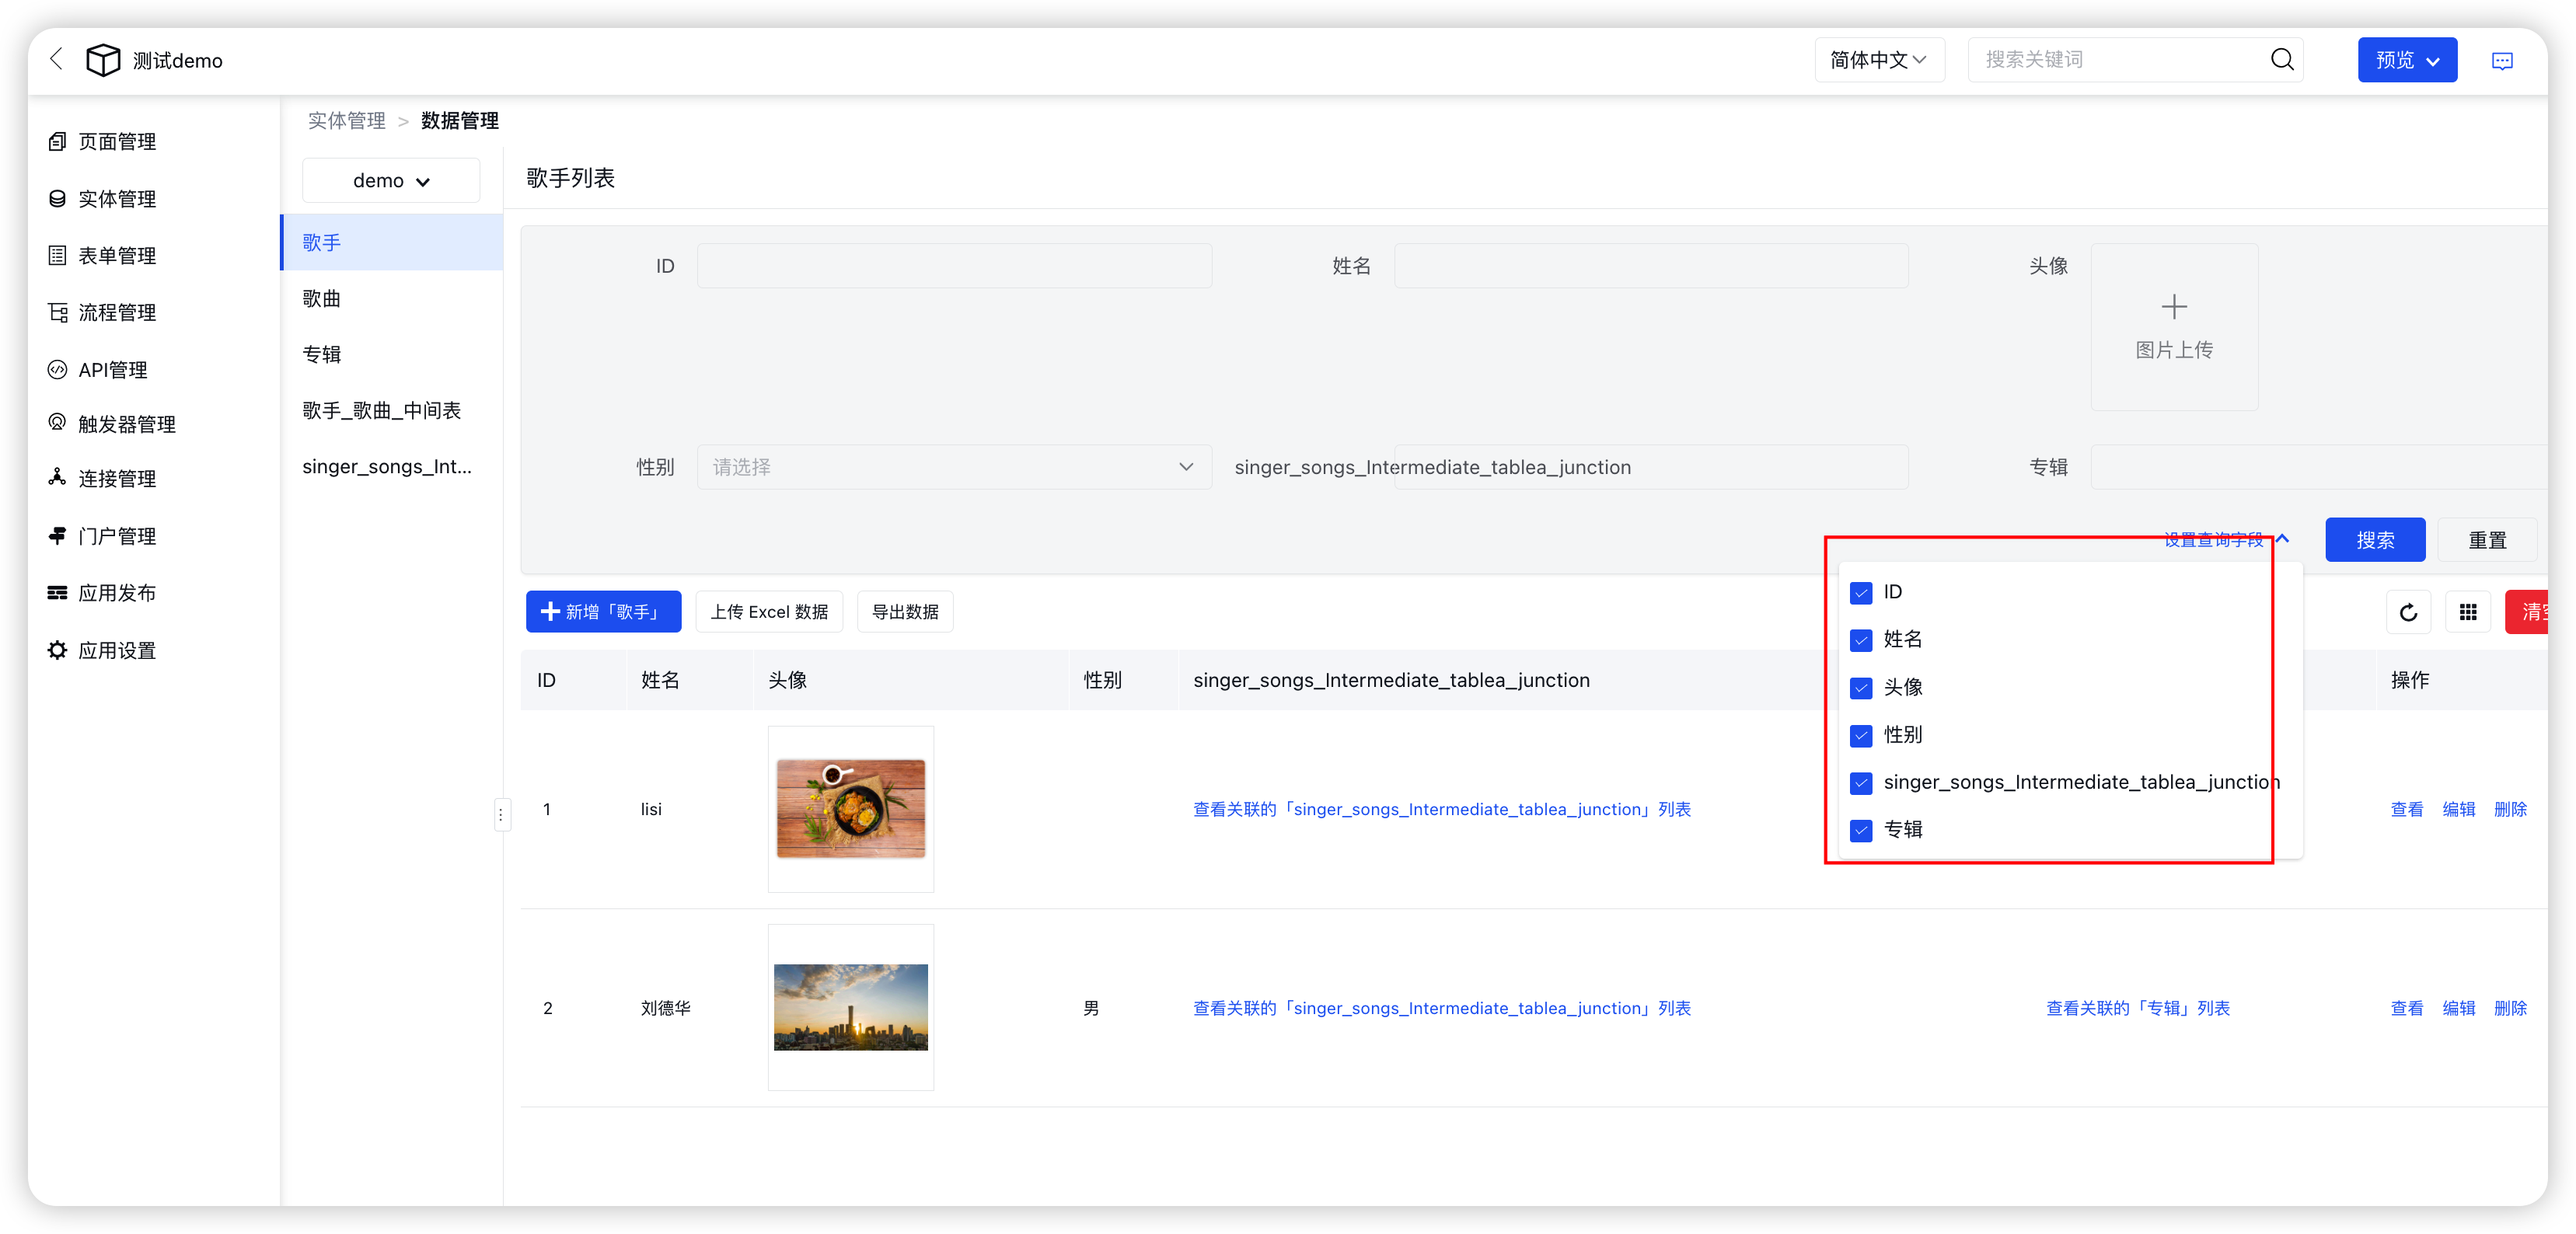 测试demo
简体中文
搜索关键词
预览
页面管理
实体管理
表单管理
流程管理
API管理
触发器管理
连接管理
门户管理
应用发布
应用设置
实体管理 > 数据管理
demo
歌手
歌曲
专辑
歌手_歌曲_中间表
singer_songs_Int...
歌手列表
ID
姓名
头像
图片上传
性别
请选择
singer_songs_Intermediate_tablea_junction
专辑
设置查询字段
搜索
重置
新增「歌手」
上传 Excel 数据
导出数据
清空
ID
姓名
头像
性别
singer_songs_Intermediate_tablea_junction
专辑
ID 姓名 头像 性别 singer_songs_Intermediate_tablea_junction 操作
1 lisi 查看关联的「singer_songs_Intermediate_tablea_junction」列表 查看 编辑 删除
2 刘德华 男 查看关联的「singer_songs_Intermediate_tablea_junction」列表 查看关联的「专辑」列表 查看 编辑 删除